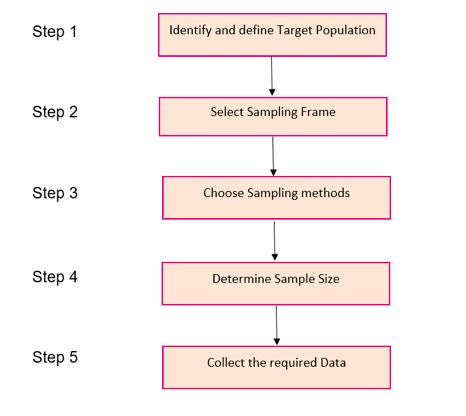 Step 1
Identify and define Target Population
Step 2
Select Sampling Frame
Step 3
Choose Sampling methods
Step 4
Determine Sample Size
Step 5
Collect the required Data